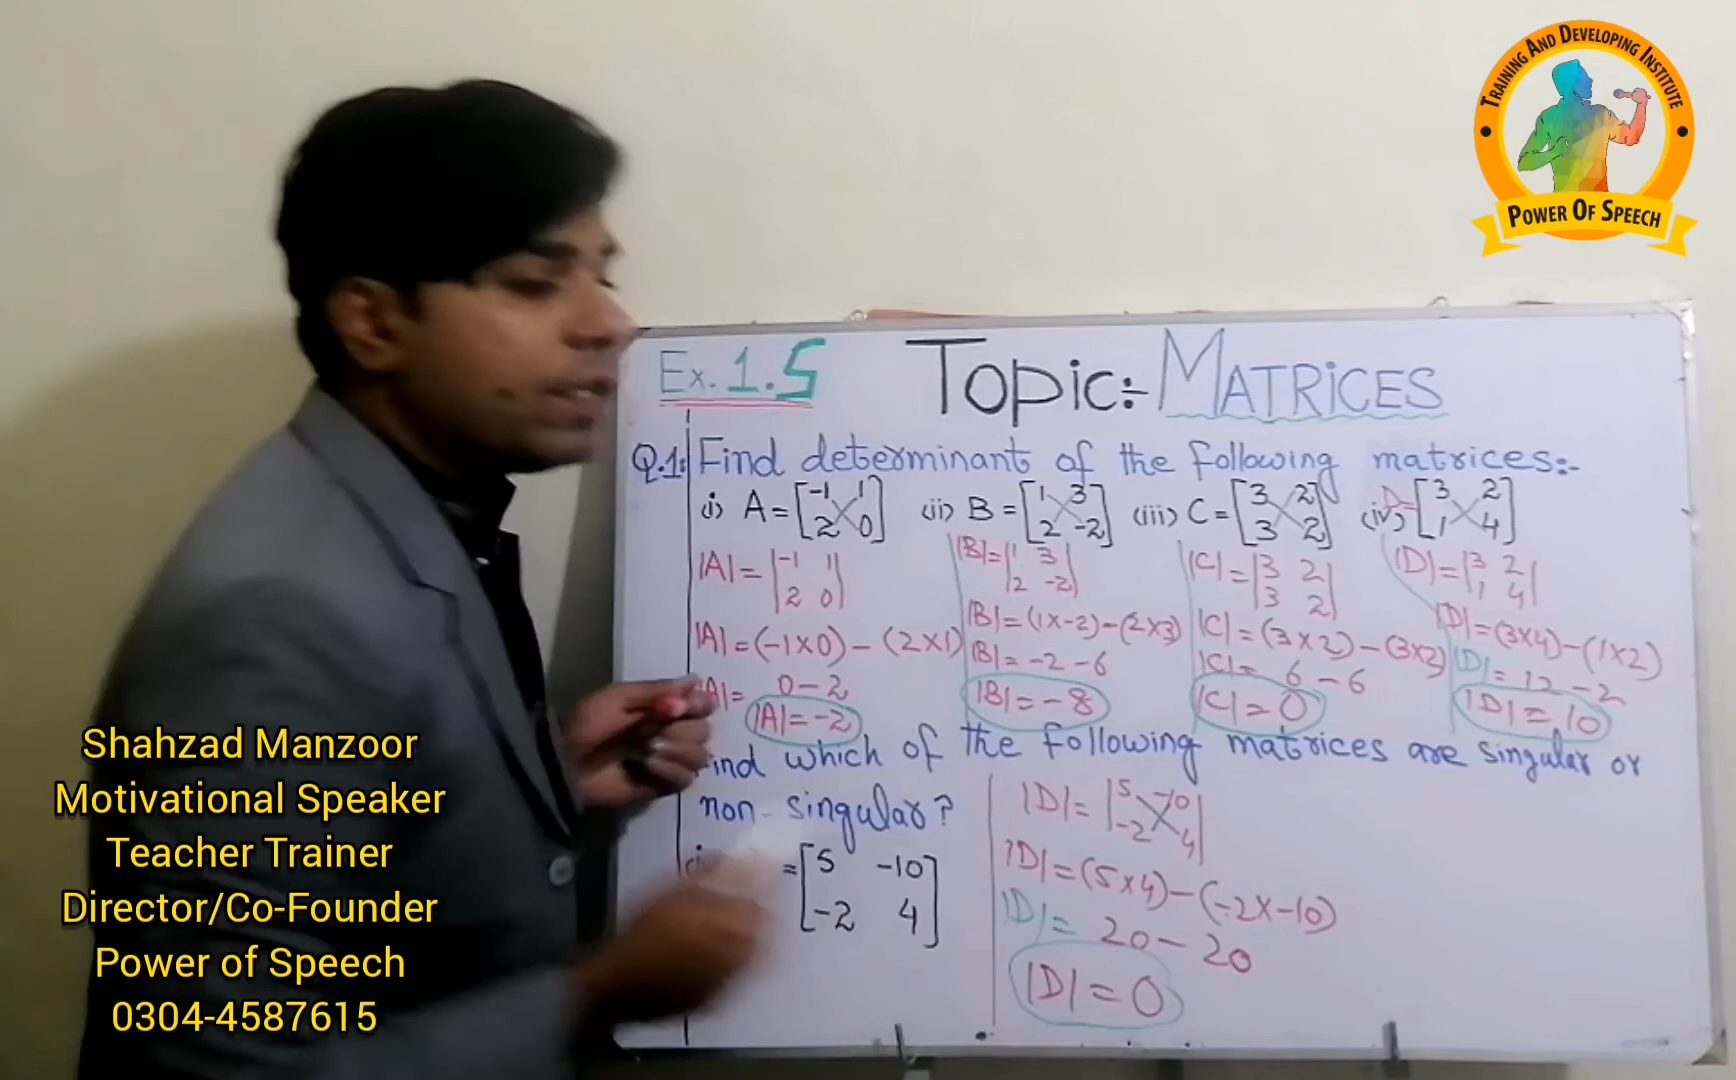 TRAINING AND DEVELOPING INSTITUTE
POWER OF SPEECH
Ex. 1.5 Topic:- MATRICES
Q.1: Find determinant of the following matrices:-
(i) A = [-1 1
2 0] (ii) B = [1 3
2 -2] (iii) C = [3 2
3 2] (iv) D = [3 2
1 4]
|A| = |-1 1
2 0|
|A| = (-1×0) - (2×1)
|A| = 0 - 2
|A| = -2
|B| = |1 3
2 -2|
|B| = (1×-2) - (2×3)
|B| = -2 - 6
|B| = -8
|C| = |3 2
3 2|
|C| = (3×2) - (3×2)
|C| = 6 - 6
|C| = 0
|D| = |3 2
1 4|
|D| = (3×4) - (1×2)
|D| = 12 - 2
|D| = 10
Find which of the following matrices are singular or
non-singular?
= [5 -10
-2 4]
|D| = |5 -10
-2 4|
|D| = (5×4) - (-2×-10)
|D| = 20 - 20
|D| = 0
Shahzad Manzoor
Motivational Speaker
Teacher Trainer
Director/Co-Founder
Power of Speech
0304-4587615